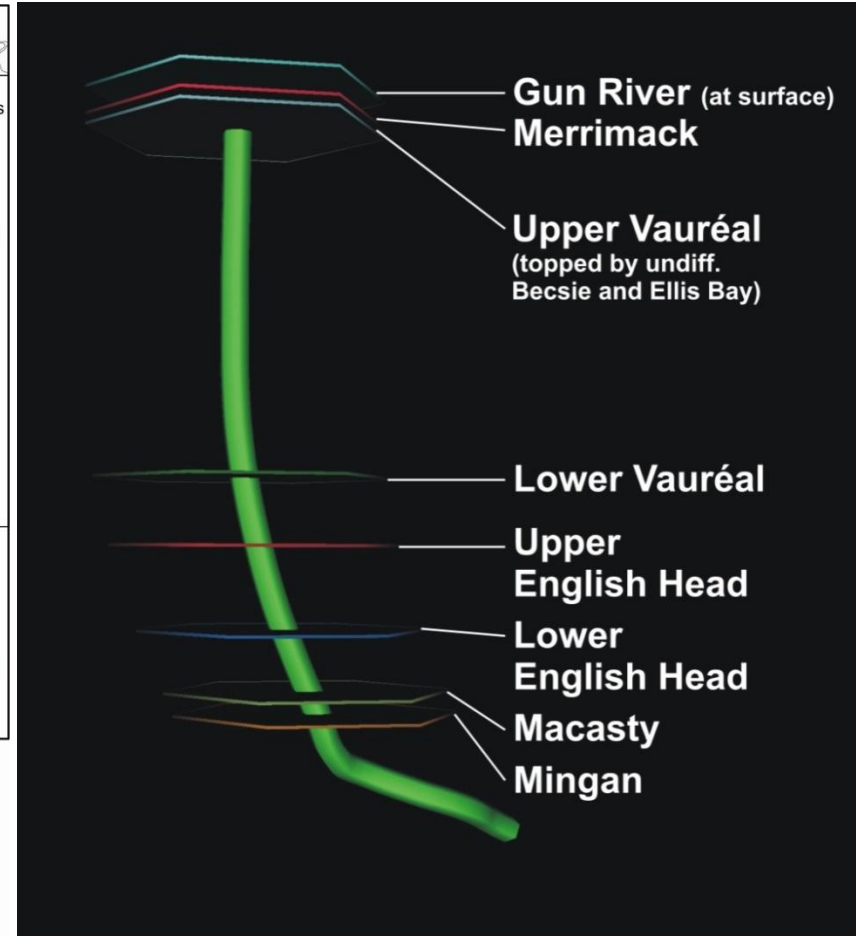 s
Gun River (at surface)
Merrimack
Upper Vauréal
(topped by undiff.
Becsie and Ellis Bay)
Lower Vauréal
Upper
English Head
Lower
English Head
Macasty
Mingan